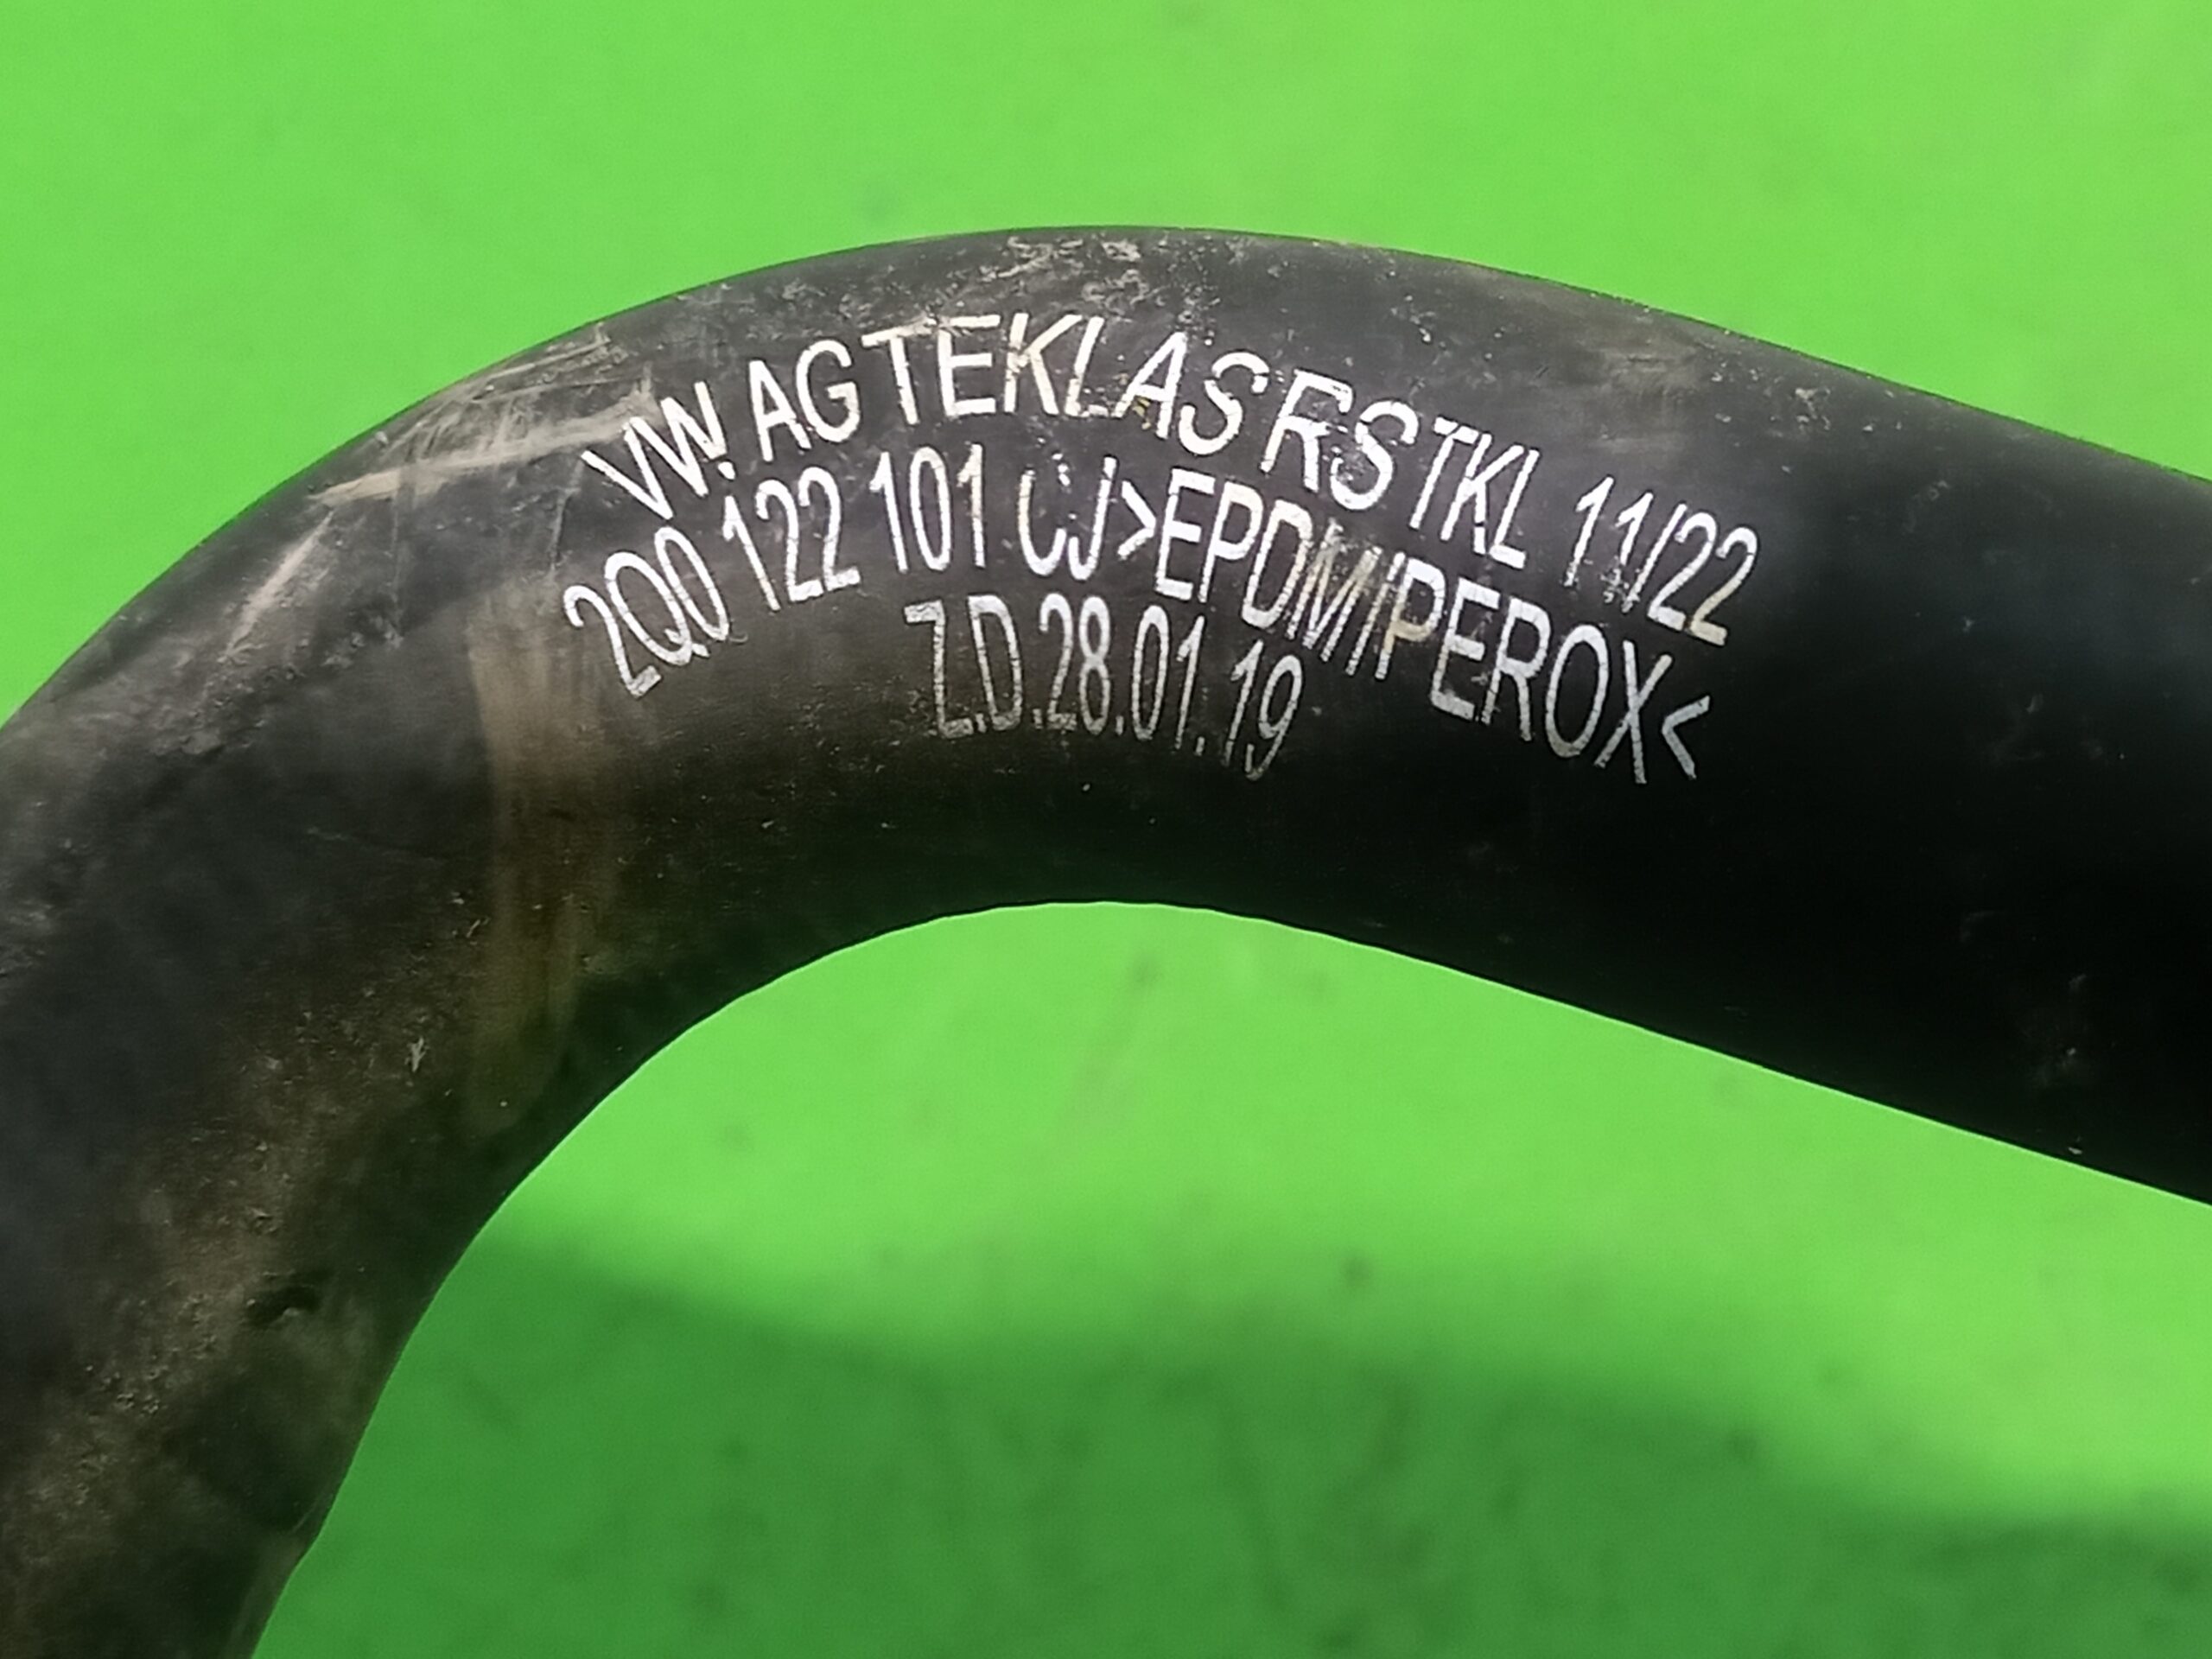 VW. AG TEKLAS RS TKL 11/22
2Q0 122 101 CJ >EPDM/PEROX<
Z.D.28.01.19